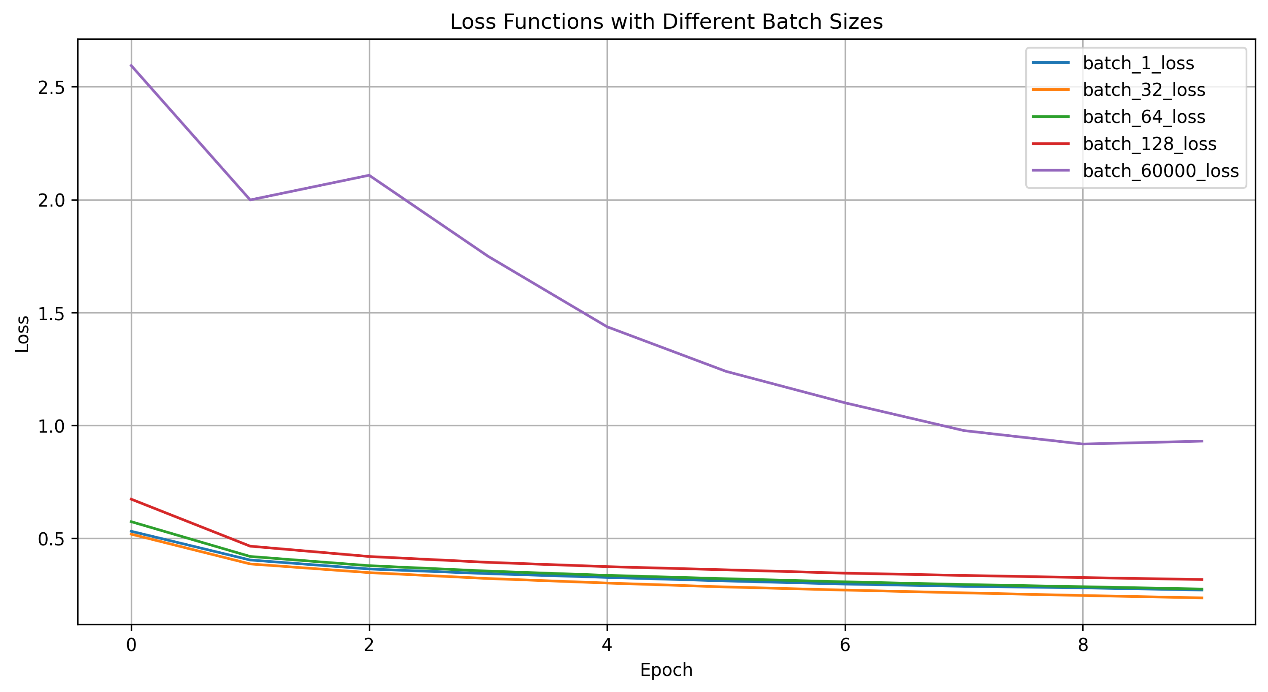 Loss Functions with Different Batch Sizes
batch_1_loss
batch_32_loss
batch_64_loss
batch_128_loss
batch_60000_loss
2.5
2.0
1.5
1.0
0.5
Loss
0 2 4 6 8
Epoch